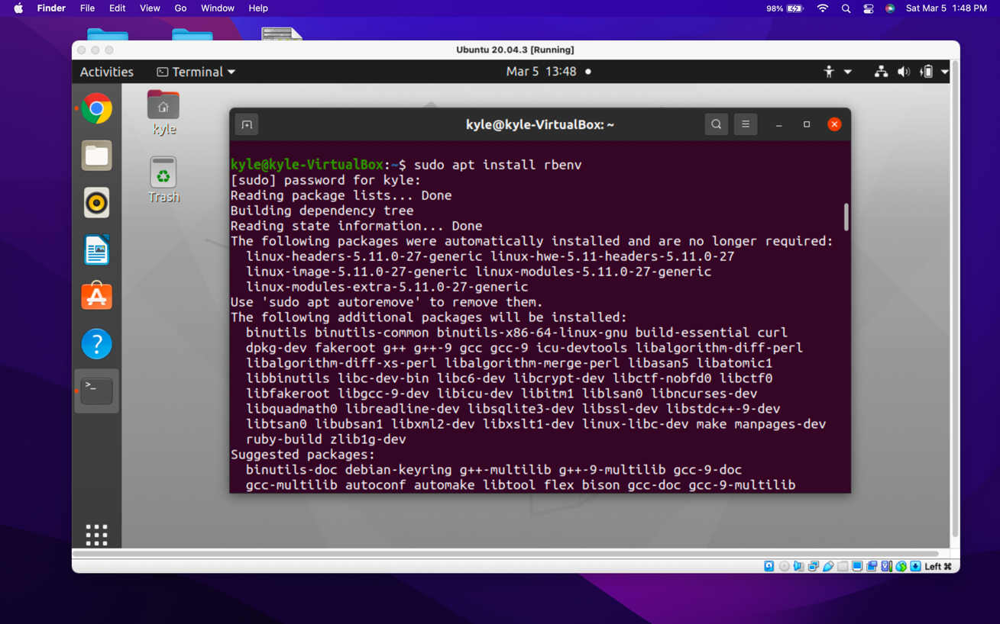 Finder File Edit View Go Window Help 98% Sat Mar 5 1:48 PM
Ubuntu 20.04.3 [Running]
Activities Terminal Mar 5 13:48
kyle
Trash
kyle@kyle-VirtualBox: ~
kyle@kyle-VirtualBox:~$ sudo apt install rbenv
[sudo] password for kyle:
Reading package lists... Done
Building dependency tree
Reading state information... Done
The following packages were automatically installed and are no longer required:
linux-headers-5.11.0-27-generic linux-hwe-5.11-headers-5.11.0-27
linux-image-5.11.0-27-generic linux-modules-5.11.0-27-generic
linux-modules-extra-5.11.0-27-generic
Use 'sudo apt autoremove' to remove them.
The following additional packages will be installed:
binutils binutils-common binutils-x86-64-linux-gnu build-essential curl
dpkg-dev fakeroot g++ g++-9 gcc gcc-9 icu-devtools libalgorithm-diff-perl
libalgorithm-diff-xs-perl libalgorithm-merge-perl libasan5 libatomic1
libbinutils libc-dev-bin libc6-dev libcrypt-dev libctf-nobfd0 libctf0
libfakeroot libgcc-9-dev libicu-dev libitm1 liblsan0 libncurses-dev
libquadmath0 libreadline-dev libsqlite3-dev libssl-dev libstdc++-9-dev
libtsan0 libubsan1 libxml2-dev libxslt1-dev linux-libc-dev make manpages-dev
ruby-build zlib1g-dev
Suggested packages:
binutils-doc debian-keyring g++-multilib g++-9-multilib gcc-9-doc
gcc-multilib autoconf automake libtool flex bison gcc-doc gcc-9-multilib
Left ⌘